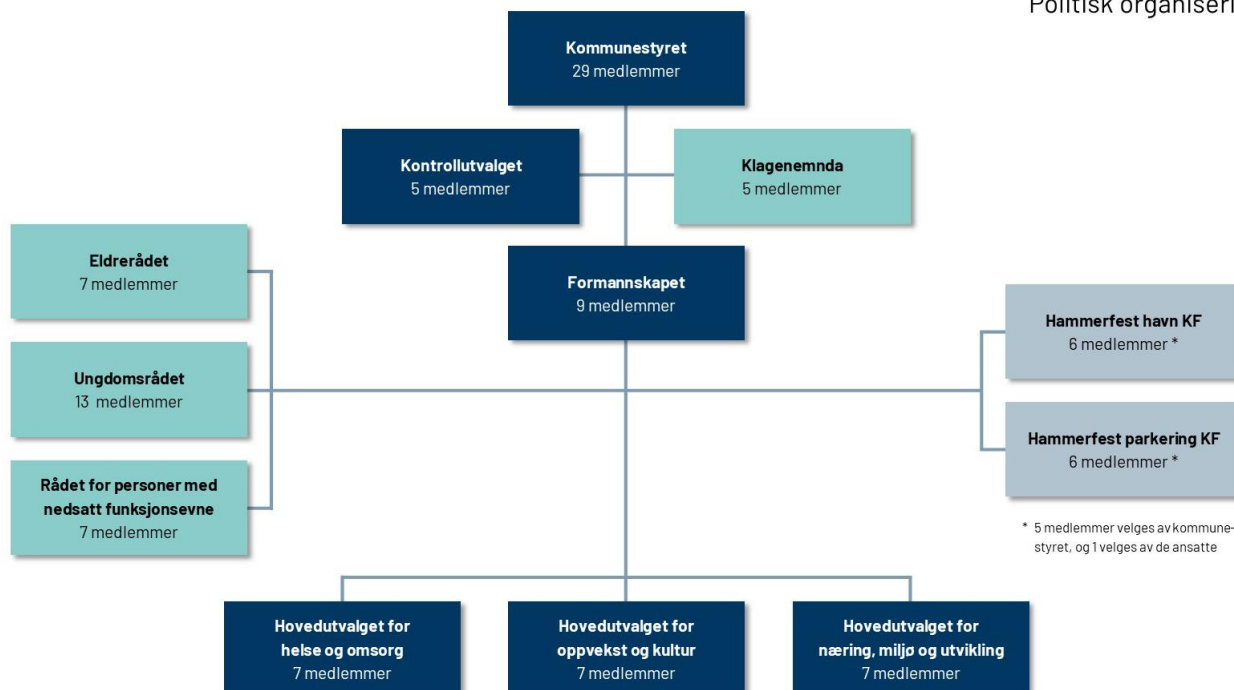 Politisk organiseri
Kommunestyret
29 medlemmer
Kontrollutvalget
5 medlemmer
Klagenemnda
5 medlemmer
Eldrerådet
7 medlemmer
Formannskapet
9 medlemmer
Hammerfest havn KF
6 medlemmer *
Ungdomsrådet
13 medlemmer
Hammerfest parkering KF
6 medlemmer *
Rådet for personer med
nedsatt funksjonsevne
7 medlemmer
* 5 medlemmer velges av kommune-
styret, og 1 velges av de ansatte
Hovedutvalget for
helse og omsorg
7 medlemmer
Hovedutvalget for
oppvekst og kultur
7 medlemmer
Hovedutvalget for
næring, miljø og utvikling
7 medlemmer